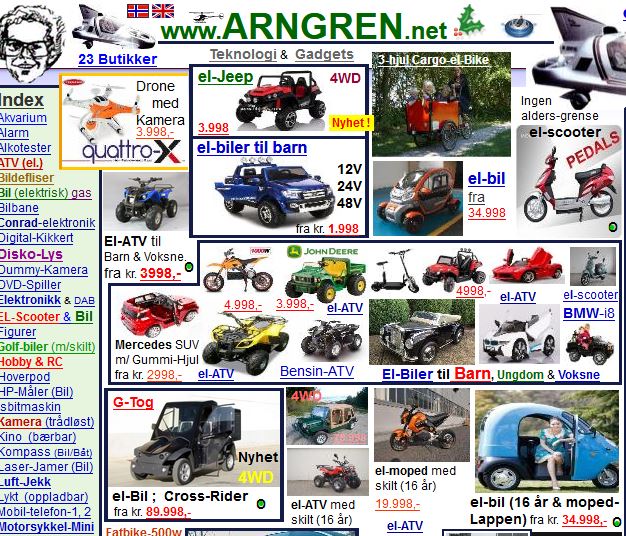 www.ARNGREN.net
23 Butikker
Teknologi & Gadgets
Index
Akvarium
Alarm
Alkotester
ATV (el.)
Bildefliser
Bil (elektrisk) gas
Bilbane
Conrad-elektronik
Digital-Kikkert
Disko-Lys
Dummy-Kamera
DVD-Spiller
Elektronikk & DAB
EL-Scooter & Bil
Figurer
Golf-biler (m/skilt)
Hobby & RC
Hoverpod
HP-Måler (Bil)
Isbitmaskin
Kamera (trådløst)
Kino (bærbar)
Kompass (Bil/Båt)
Laser-Jamer (Bil)
Luft-Jekk
Lykt (oppladbar)
Mobil-telefon-1, 2
Motorsykkel-Mini
Drone
med
Kamera
3.998,-
quattro-X
el-Jeep
4WD
3.998
Nyhet !
3-hjul Cargo-el-Bike
Ingen
alders-grense
el-scooter
PEDALS
el-biler til barn
12V
24V
48V
fra kr. 1.998
el-bil
fra
34.998
El-ATV til
Barn & Voksne.
fra kr. 3998,-
1000W
JOHN DEERE
4.998,-
3.998,-
el-ATV
4998,-
el-ATV
el-scooter
BMW-i8
Mercedes SUV
m/ Gummi-Hjul
fra kr. 2998,-
el-ATV
Bensin-ATV
El-Biler til Barn, Ungdom & Voksne
G-Tog
Nyhet
4WD
el-Bil ; Cross-Rider
fra kr. 89.998,-
4WD
el-ATV med
skilt (16 år)
el-moped med
skilt (16 år)
19.998,-
el-ATV
el-bil (16 år & moped-
Lappen) fra kr. 34.998,-
Fatbike-500w